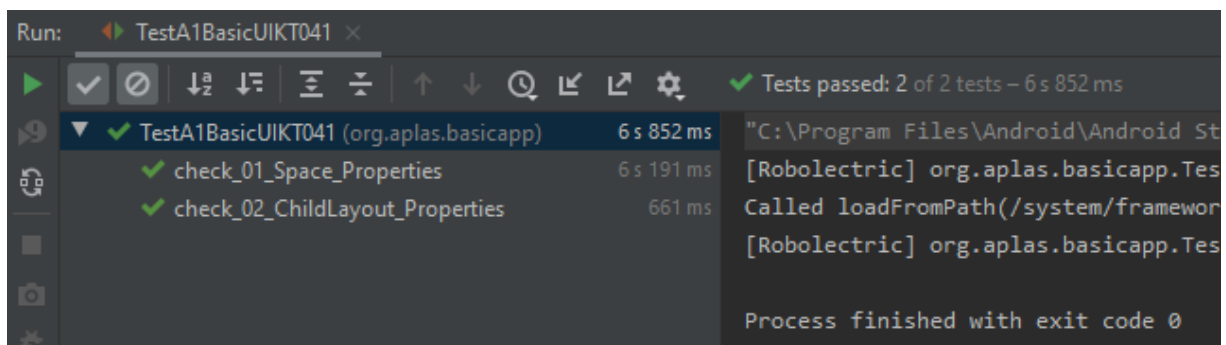 Run: TestA1BasicUIKT041
Tests passed: 2 of 2 tests – 6 s 852 ms
TestA1BasicUIKT041 (org.aplas.basicapp) 6 s 852 ms
check_01_Space_Properties 6 s 191 ms
check_02_ChildLayout_Properties 661 ms
"C:\Program Files\Android\Android St
[Robolectric] org.aplas.basicapp.Tes
Called loadFromPath(/system/framewor
[Robolectric] org.aplas.basicapp.Tes
Process finished with exit code 0